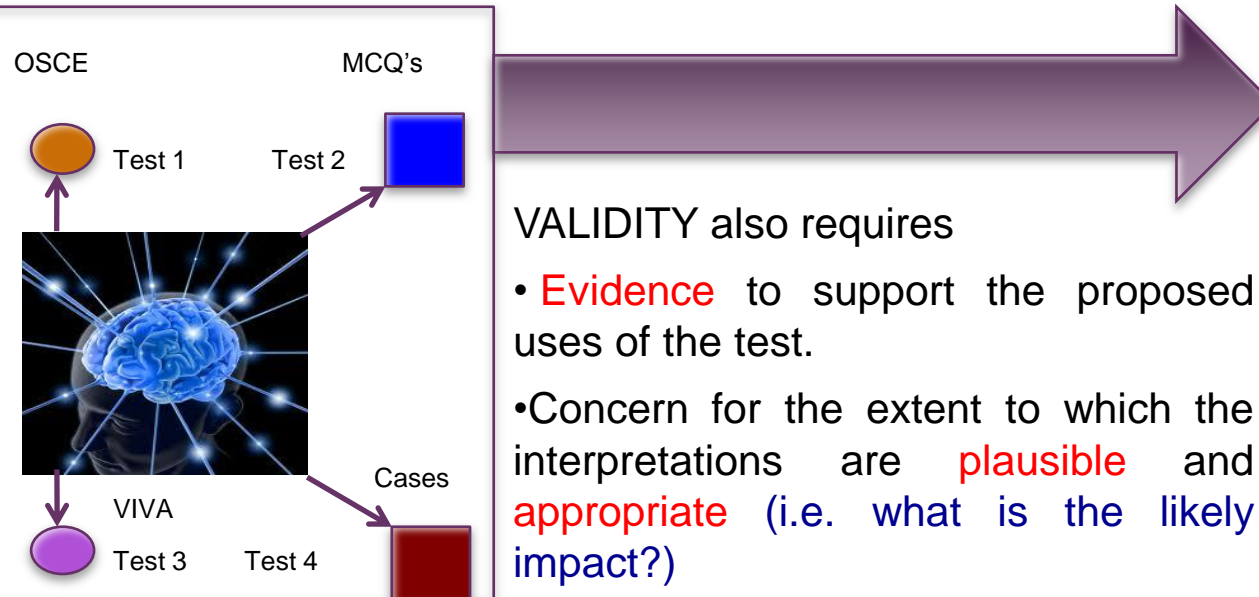 OSCE
MCQ's
Test 1
Test 2
Cases
VIVA
Test 3
Test 4
VALIDITY also requires
• Evidence to support the proposed
uses of the test.
•Concern for the extent to which the
interpretations are plausible and
appropriate (i.e. what is the likely
impact?)